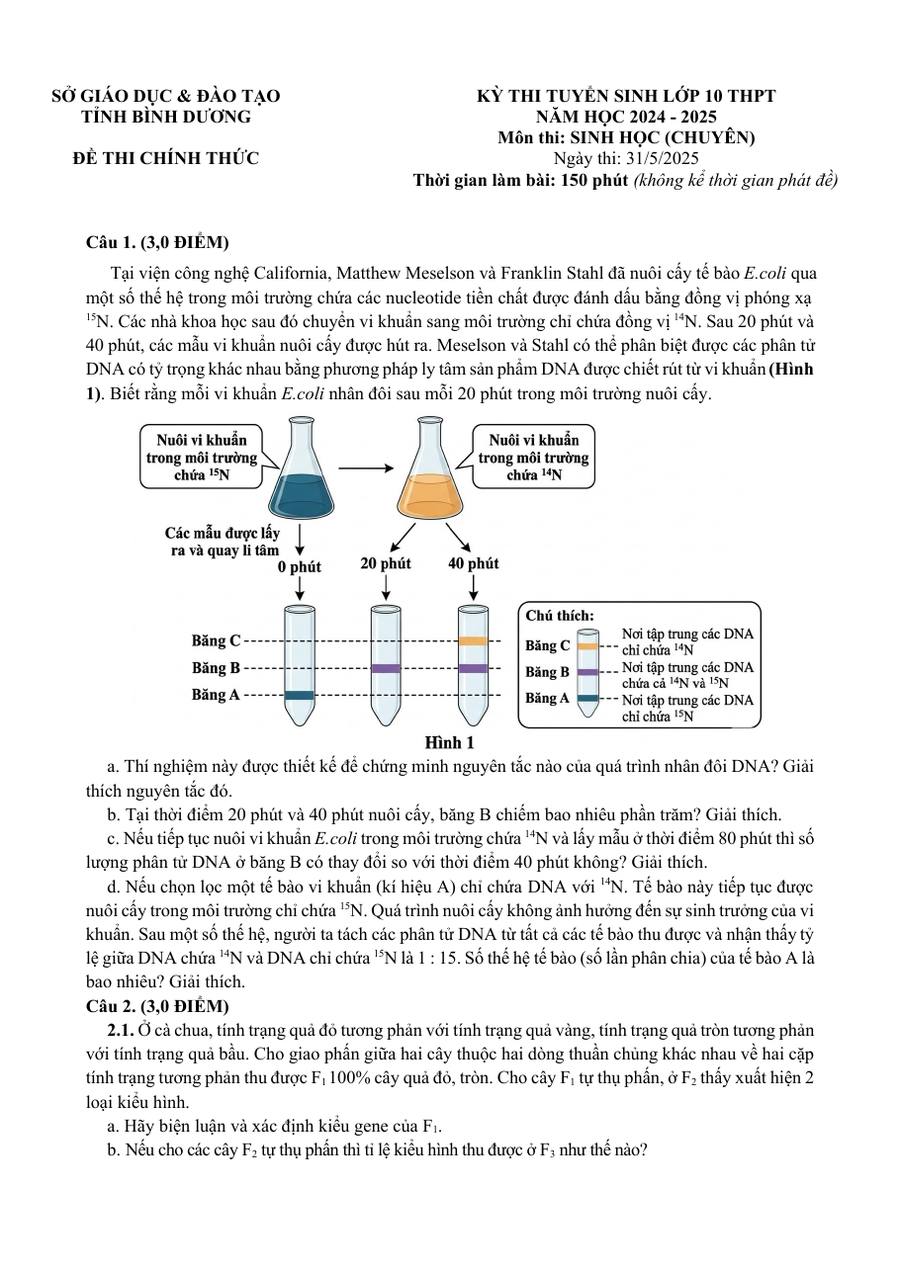 SỞ GIÁO DỤC & ĐÀO TẠO
TỈNH BÌNH DƯƠNG
ĐỀ THI CHÍNH THỨC
KỲ THI TUYỂN SINH LỚP 10 THPT
NĂM HỌC 2024 - 2025
Môn thi: SINH HỌC (CHUYÊN)
Ngày thi: 31/5/2025
Thời gian làm bài: 150 phút (không kể thời gian phát đề)
Câu 1. (3,0 ĐIỂM)
Tại viện công nghệ California, Matthew Meselson và Franklin Stahl đã nuôi cấy tế bào E.coli qua
một số thế hệ trong môi trường chứa các nucleotide tiền chất được đánh dấu bằng đồng vị phóng xạ
¹⁵N. Các nhà khoa học sau đó chuyển vi khuẩn sang môi trường chỉ chứa đồng vị ¹⁴N. Sau 20 phút và
40 phút, các mẫu vi khuẩn nuôi cấy được hút ra. Meselson và Stahl có thể phân biệt được các phân tử
DNA có tỷ trọng khác nhau bằng phương pháp ly tâm sản phẩm DNA được chiết rút từ vi khuẩn (Hình
1). Biết rằng mỗi vi khuẩn E.coli nhân đôi sau mỗi 20 phút trong môi trường nuôi cấy.
Nuôi vi khuẩn
trong môi trường
chứa ¹⁵N
Nuôi vi khuẩn
trong môi trường
chứa ¹⁴N
Các mẫu được lấy
ra và quay li tâm
0 phút
20 phút
40 phút
Băng C
Băng B
Băng A
Chú thích:
Băng C
Nơi tập trung các DNA
chỉ chứa ¹⁴N
Băng B
Nơi tập trung các DNA
chứa cả ¹⁴N và ¹⁵N
Băng A
Nơi tập trung các DNA
chỉ chứa ¹⁵N
Hình 1
a. Thí nghiệm này được thiết kế để chứng minh nguyên tắc nào của quá trình nhân đôi DNA? Giải
thích nguyên tắc đó.
b. Tại thời điểm 20 phút và 40 phút nuôi cấy, băng B chiếm bao nhiêu phần trăm? Giải thích.
c. Nếu tiếp tục nuôi vi khuẩn E.coli trong môi trường chứa ¹⁴N và lấy mẫu ở thời điểm 80 phút thì số
lượng phân tử DNA ở băng B có thay đổi so với thời điểm 40 phút không? Giải thích.
d. Nếu chọn lọc một tế bào vi khuẩn (kí hiệu A) chỉ chứa DNA với ¹⁴N. Tế bào này tiếp tục được
nuôi cấy trong môi trường chỉ chứa ¹⁵N. Quá trình nuôi cấy không ảnh hưởng đến sự sinh trưởng của vi
khuẩn. Sau một số thế hệ, người ta tách các phân tử DNA từ tất cả các tế bào thu được và nhận thấy tỷ
lệ giữa DNA chứa ¹⁴N và DNA chỉ chứa ¹⁵N là 1 : 15. Số thế hệ tế bào (số lần phân chia) của tế bào A là
bao nhiêu? Giải thích.
Câu 2. (3,0 ĐIỂM)
2.1. Ở cà chua, tính trạng quả đỏ tương phản với tính trạng quả vàng, tính trạng quả tròn tương phản
với tính trạng quả bầu. Cho giao phấn giữa hai cây thuộc hai dòng thuần chủng khác nhau về hai cặp
tính trạng tương phản thu được F₁ 100% cây quả đỏ, tròn. Cho cây F₁ tự thụ phấn, ở F₂ thấy xuất hiện 2
loại kiểu hình.
a. Hãy biện luận và xác định kiểu gene của F₁.
b. Nếu cho các cây F₂ tự thụ phấn thì tỉ lệ kiểu hình thu được ở F₃ như thế nào?